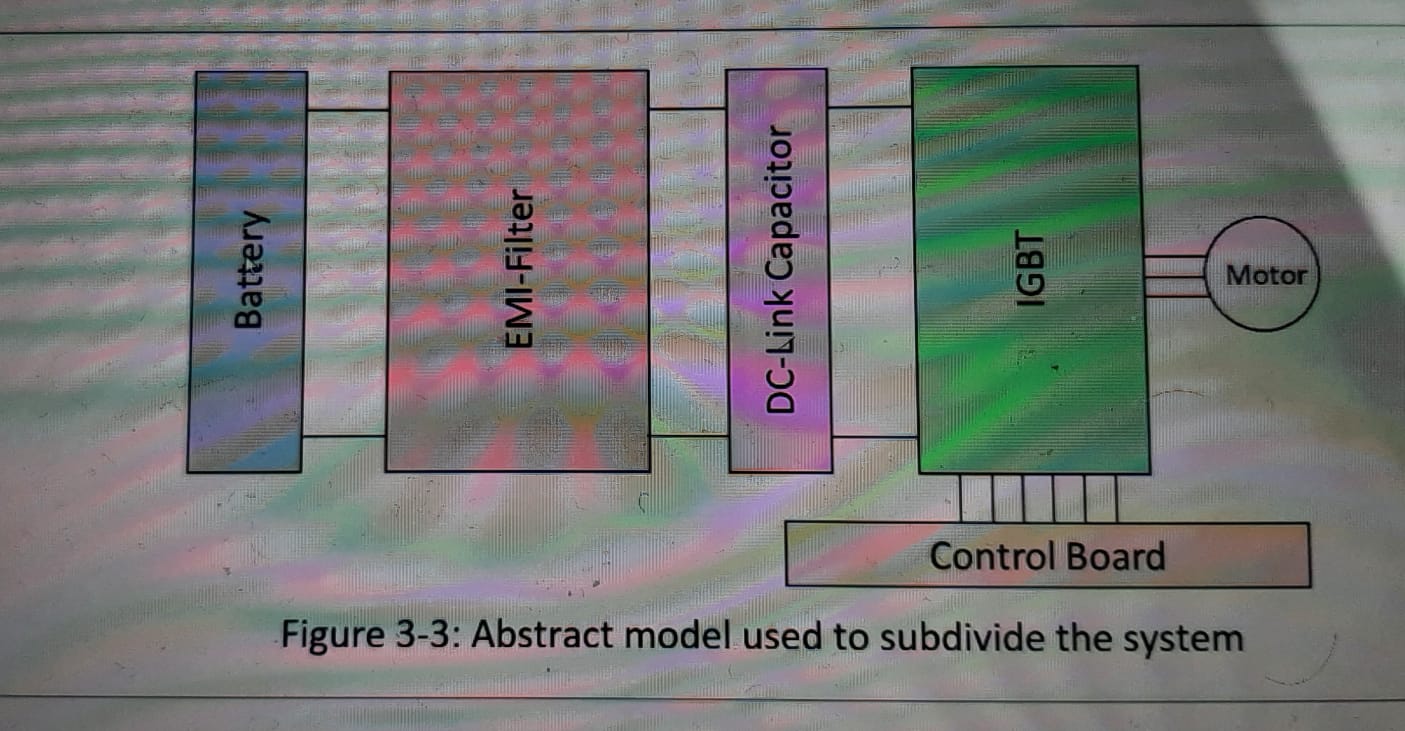 Battery
EMI-Filter
DC-Link Capacitor
IGBT
Motor
Control Board
Figure 3-3: Abstract model used to subdivide the system